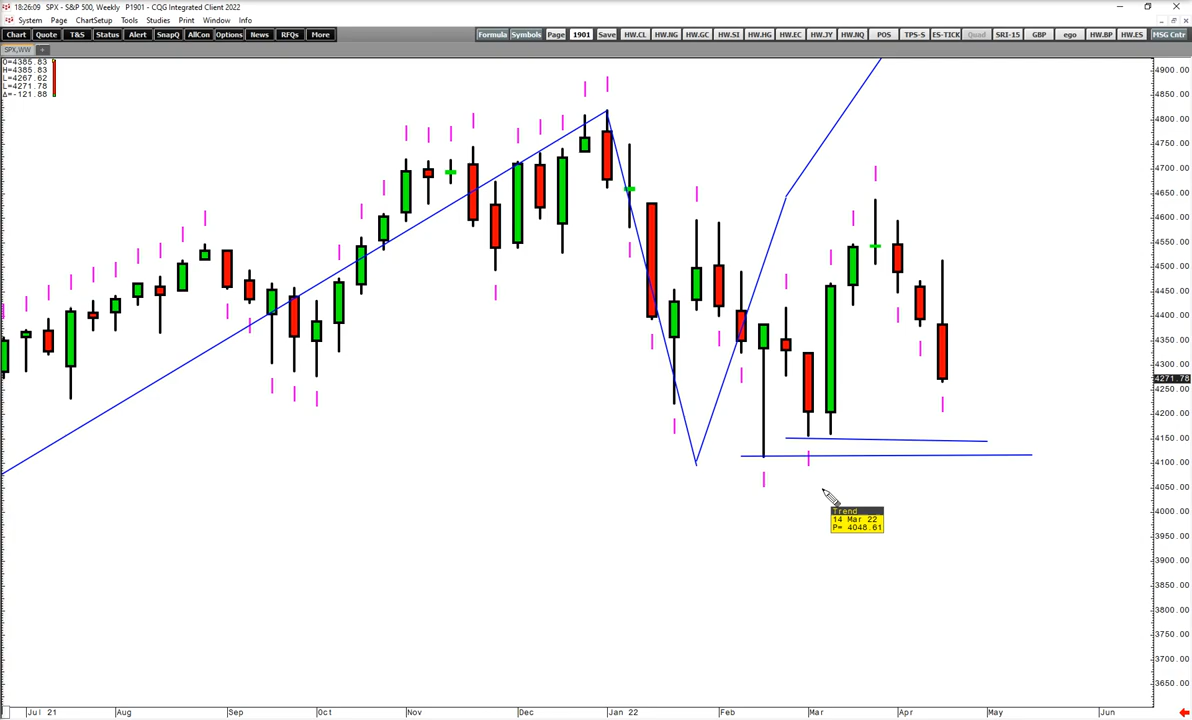 18:26:09 SPX - S&P 500, Weekly P1901 - CQG Integrated Client 2022
System Page ChartSetup Tools Studies Print Window Info
Chart Quote T&S Status Alert SnapQ AllCon Options News RFQs More Formula Symbols Page 1901 Save HW.CL HW.NG HW.GC HW.SI HW.HG HW.EC HW.JY HW.NQ POS TPS-S ES-TICK Quad SRI-15 GBP ego HW.BP HW.ES MSG Cntr
SPX,WW +
O=4385.83
H=4385.83
L=4267.62
L=4271.78
Δ=-121.88
4900.00
4850.00
4800.00
4750.00
4700.00
4650.00
4600.00
4550.00
4500.00
4450.00
4400.00
4350.00
4300.00
4271.78
4250.00
4200.00
4150.00
4100.00
4050.00
4000.00
3950.00
3900.00
3850.00
3800.00
3750.00
3700.00
3650.00
Trend
14 Mar 22
P= 4048.61
Jul 21 Aug Sep Oct Nov Dec Jan 22 Feb Mar Apr May Jun